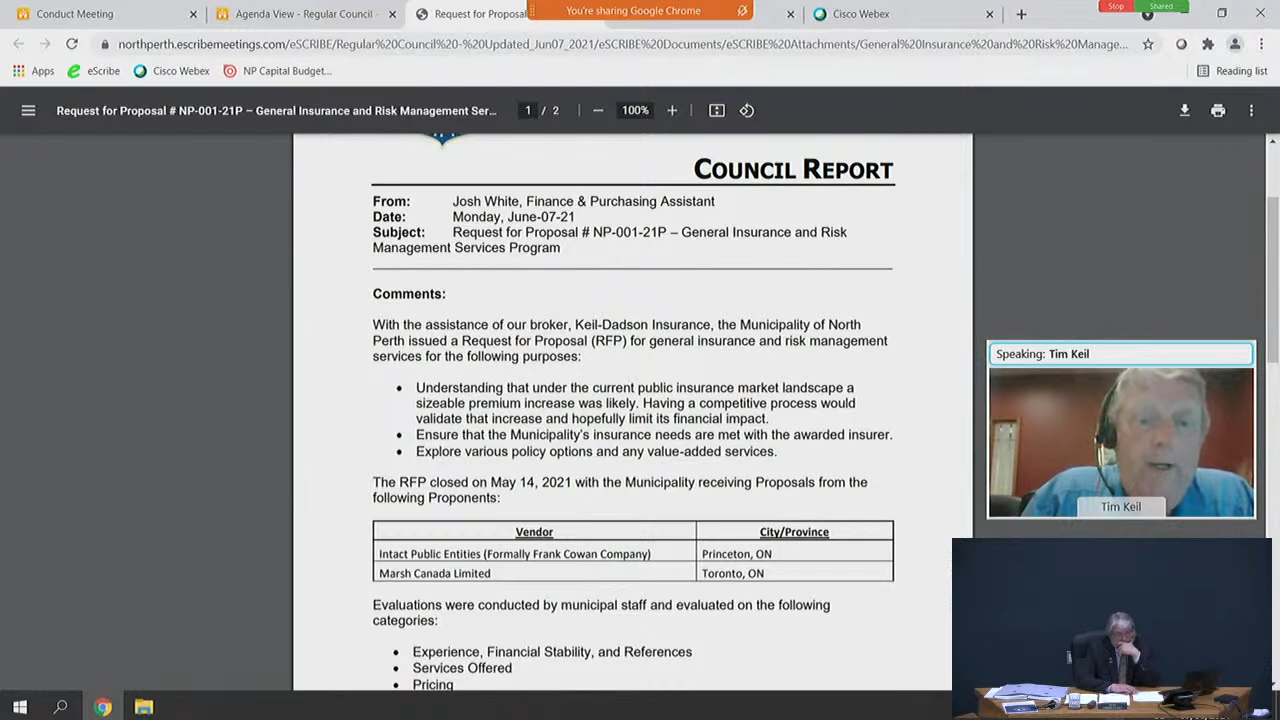 Conduct Meeting
Agenda View - Regular Council -
Request for Proposal
You're sharing Google Chrome
Cisco Webex
Stop
Shared
northperth.escribemeetings.com/eSCRIBE/Regular%20Council%20-%20Updated_Jun07_2021/eSCRIBE%20Documents/eSCRIBE%20Attachments/General%20Insurance%20and%20Risk%20Manage...
Apps
eScribe
Cisco Webex
NP Capital Budget...
Reading list
Request for Proposal # NP-001-21P – General Insurance and Risk Management Ser...
1 / 2
100%
COUNCIL REPORT
From: Josh White, Finance & Purchasing Assistant
Date: Monday, June-07-21
Subject: Request for Proposal # NP-001-21P – General Insurance and Risk
Management Services Program
Comments:
With the assistance of our broker, Keil-Dadson Insurance, the Municipality of North
Perth issued a Request for Proposal (RFP) for general insurance and risk management
services for the following purposes:
• Understanding that under the current public insurance market landscape a
sizeable premium increase was likely. Having a competitive process would
validate that increase and hopefully limit its financial impact.
• Ensure that the Municipality's insurance needs are met with the awarded insurer.
• Explore various policy options and any value-added services.
The RFP closed on May 14, 2021 with the Municipality receiving Proposals from the
following Proponents:
Vendor City/Province
Intact Public Entities (Formally Frank Cowan Company) Princeton, ON
Marsh Canada Limited Toronto, ON
Evaluations were conducted by municipal staff and evaluated on the following
categories:
• Experience, Financial Stability, and References
• Services Offered
• Pricing
Speaking: Tim Keil
Tim Keil